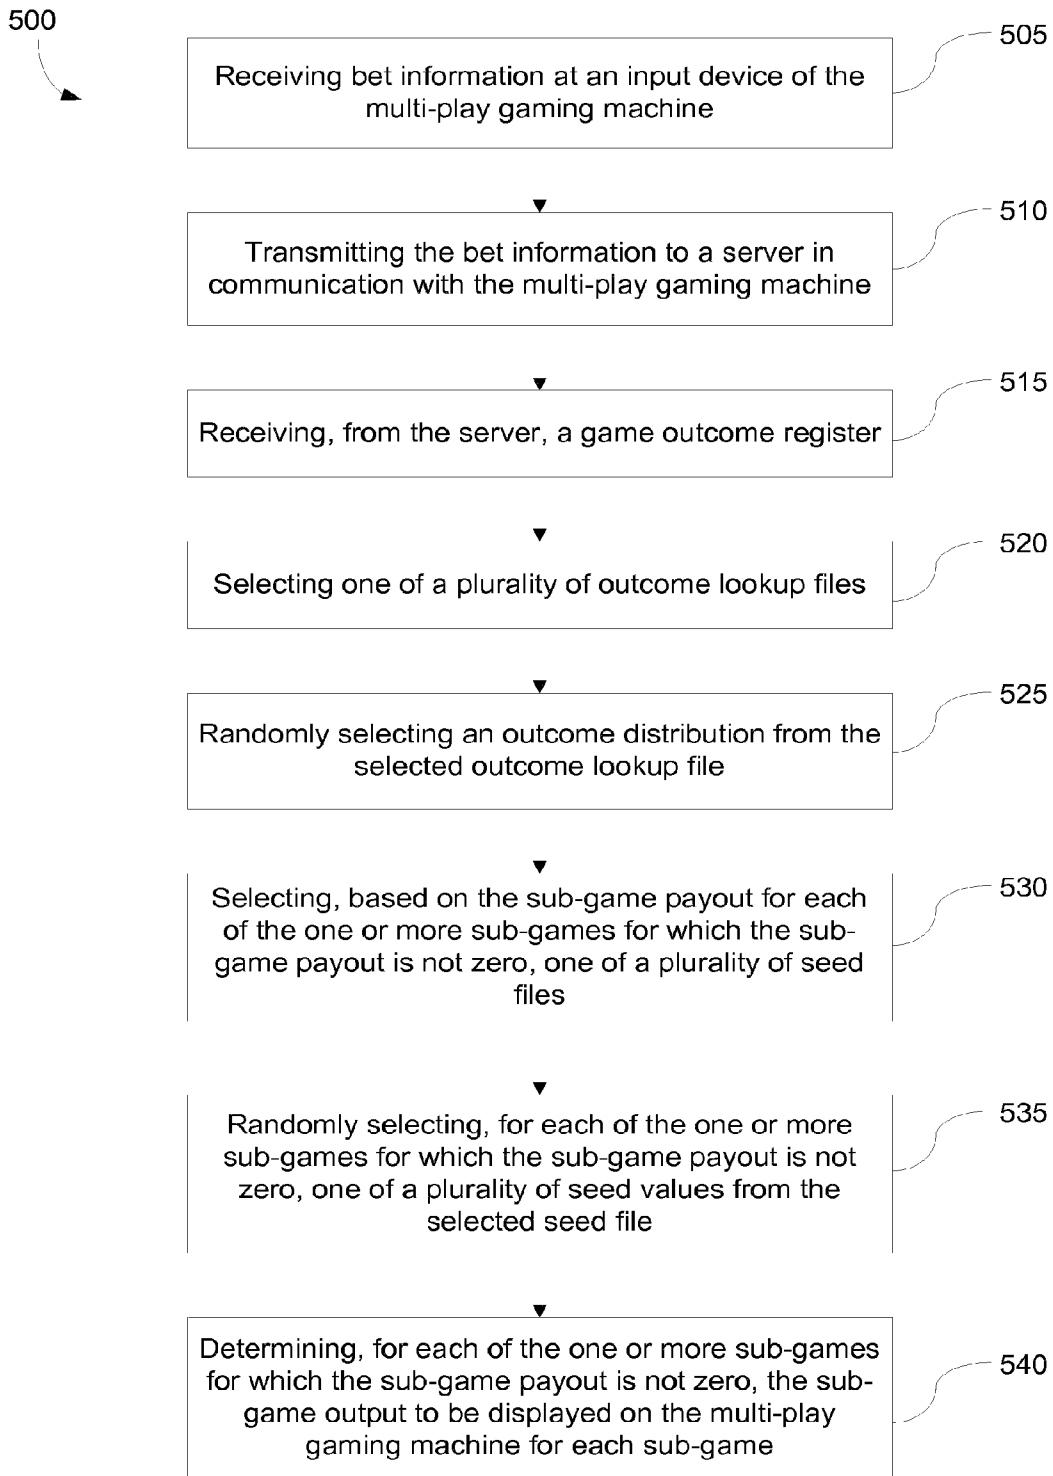 500
505
Receiving bet information at an input device of the
multi-play gaming machine
510
Transmitting the bet information to a server in
communication with the multi-play gaming machine
515
Receiving, from the server, a game outcome register
520
Selecting one of a plurality of outcome lookup files
525
Randomly selecting an outcome distribution from the
selected outcome lookup file
530
Selecting, based on the sub-game payout for each
of the one or more sub-games for which the sub-
game payout is not zero, one of a plurality of seed
files
535
Randomly selecting, for each of the one or more
sub-games for which the sub-game payout is not
zero, one of a plurality of seed values from the
selected seed file
540
Determining, for each of the one or more sub-games
for which the sub-game payout is not zero, the sub-
game output to be displayed on the multi-play
gaming machine for each sub-game